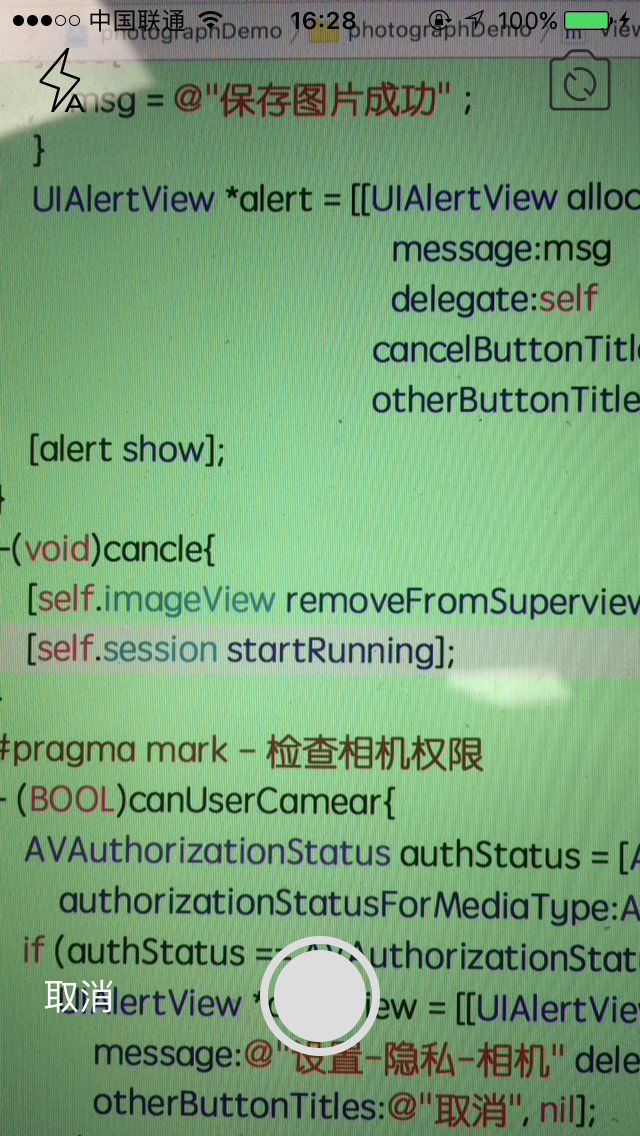 中国联通 16:28 100%
photographDemo photographDemo m View
A
msg = @"保存图片成功" ;
}
UIAlertView *alert = [[UIAlertView alloc
message:msg
delegate:self
cancelButtonTitle
otherButtonTitle
[alert show];
}
-(void)cancle{
[self.imageView removeFromSuperview
[self.session startRunning];
#pragma mark - 检查相机权限
- (BOOL)canUserCamear{
AVAuthorizationStatus authStatus = [A
authorizationStatusForMediaType:A
if (authStatus == AVAuthorizationStat
取消
UIAlertView *iew = [[UIAlertVie
message:@"设置-隐私-相机" dele
otherButtonTitles:@"取消", nil];